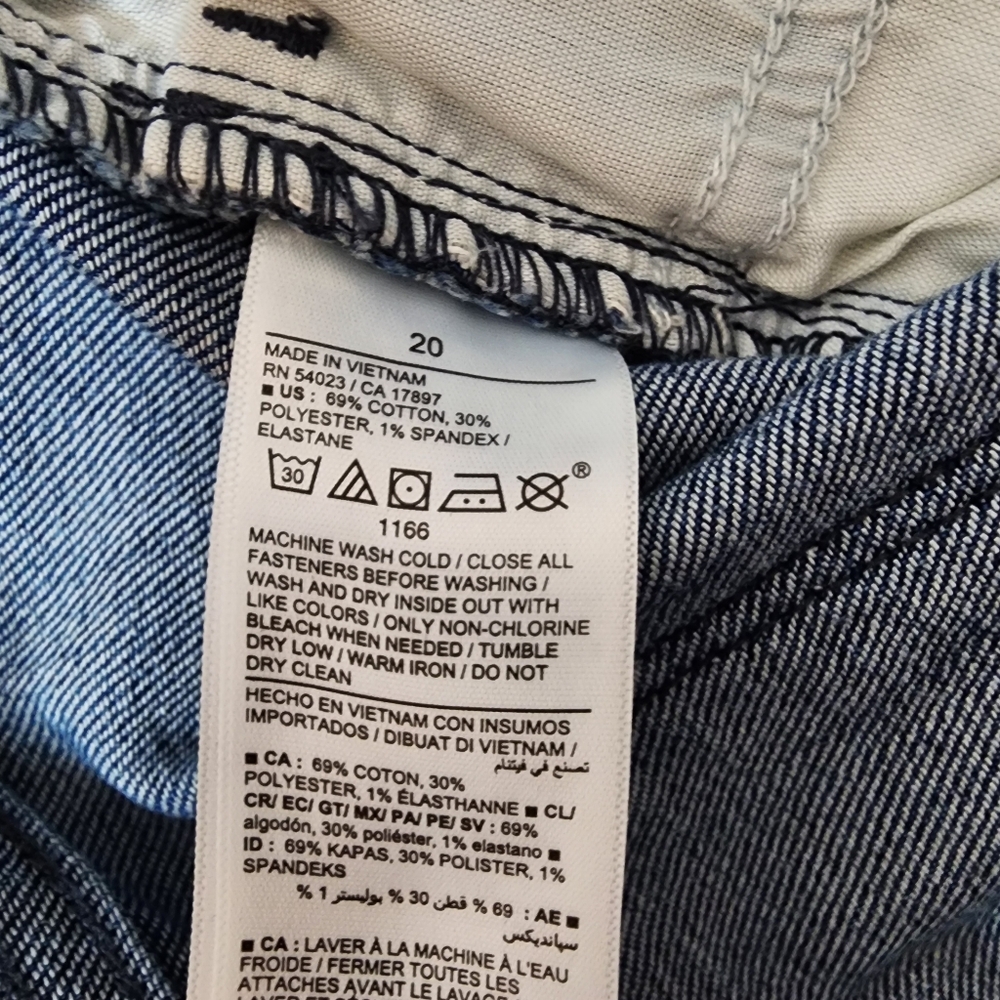 20
MADE IN VIETNAM
RN 54023 / CA 17897
■ US : 69% COTTON, 30%
POLYESTER, 1% SPANDEX /
ELASTANE
30
®
1166
MACHINE WASH COLD / CLOSE ALL
FASTENERS BEFORE WASHING /
WASH AND DRY INSIDE OUT WITH
LIKE COLORS / ONLY NON-CHLORINE
BLEACH WHEN NEEDED / TUMBLE
DRY LOW / WARM IRON / DO NOT
DRY CLEAN
HECHO EN VIETNAM CON INSUMOS
IMPORTADOS / DIBUAT DI VIETNAM /
تصنع في فيتنام
■ CA : 69% COTON, 30%
POLYESTER, 1% ÉLASTHANNE ■ CL/
CR/ EC/ GT/ MX/ PA/ PE/ SV : 69%
algodón, 30% poliéster, 1% elastano ■
ID : 69% KAPAS, 30% POLISTER, 1%
SPANDEKS
■ AE : 69 % قطن 30 % بوليستر 1 %
سپاندیکس
■ CA : LAVER À LA MACHINE À L'EAU
FROIDE / FERMER TOUTES LES
ATTACHES AVANT LE LAVAGE